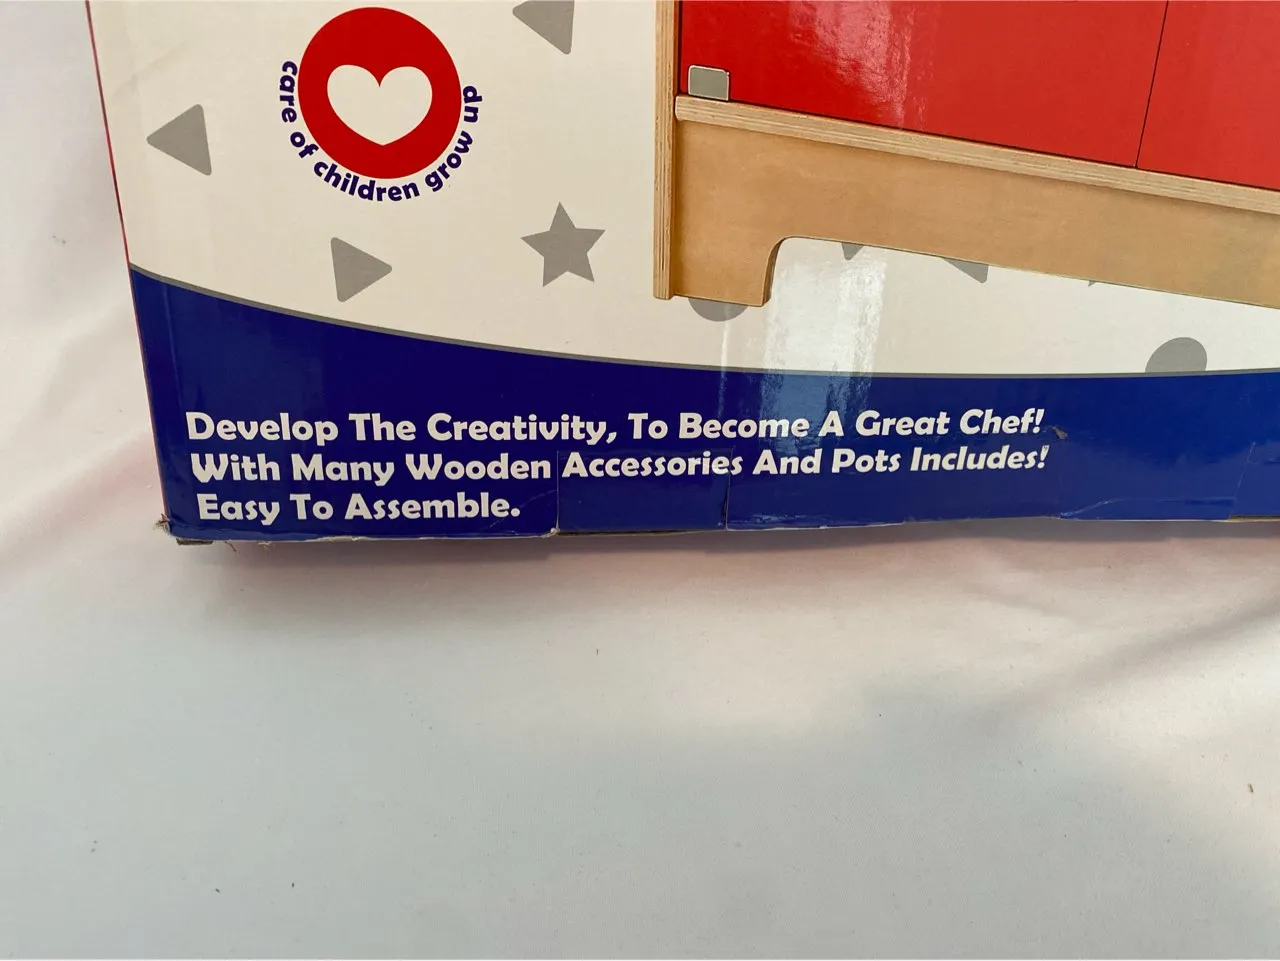 care of children grow up
Develop The Creativity, To Become A Great Chef!
With Many Wooden Accessories And Pots Includes!
Easy To Assemble.